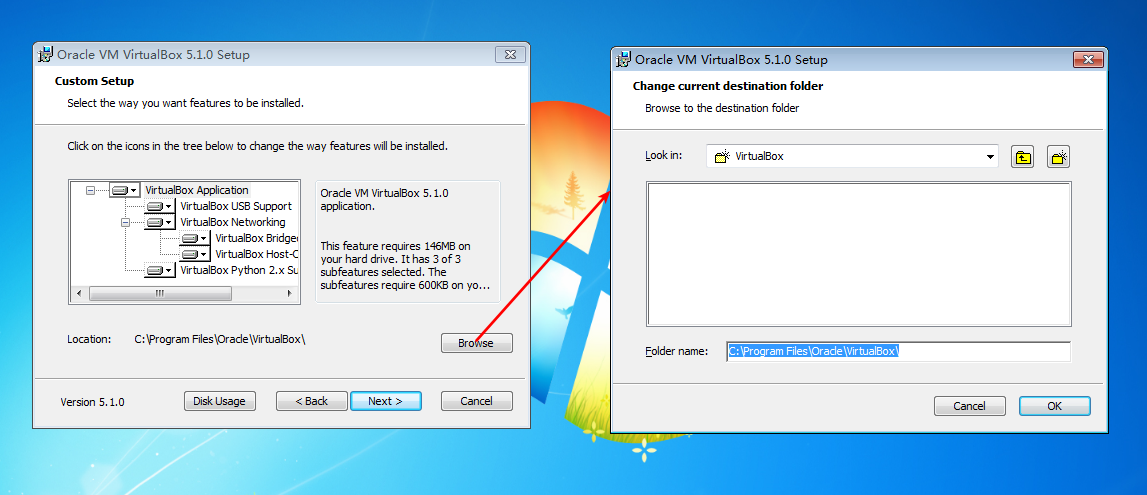 Oracle VM VirtualBox 5.1.0 Setup
Custom Setup
Select the way you want features to be installed.
Click on the icons in the tree below to change the way features will be installed.
VirtualBox Application
VirtualBox USB Support
VirtualBox Networking
VirtualBox Bridge
VirtualBox Host-C
VirtualBox Python 2.x Su
Oracle VM VirtualBox 5.1.0
application.
This feature requires 146MB on
your hard drive. It has 3 of 3
subfeatures selected. The
subfeatures require 600KB on yo...
Location: C:\Program Files\Oracle\VirtualBox\
Browse
Version 5.1.0
Disk Usage
< Back
Next >
Cancel
Oracle VM VirtualBox 5.1.0 Setup
Change current destination folder
Browse to the destination folder
Look in: VirtualBox
Folder name: C:\Program Files\Oracle\VirtualBox\
Cancel
OK